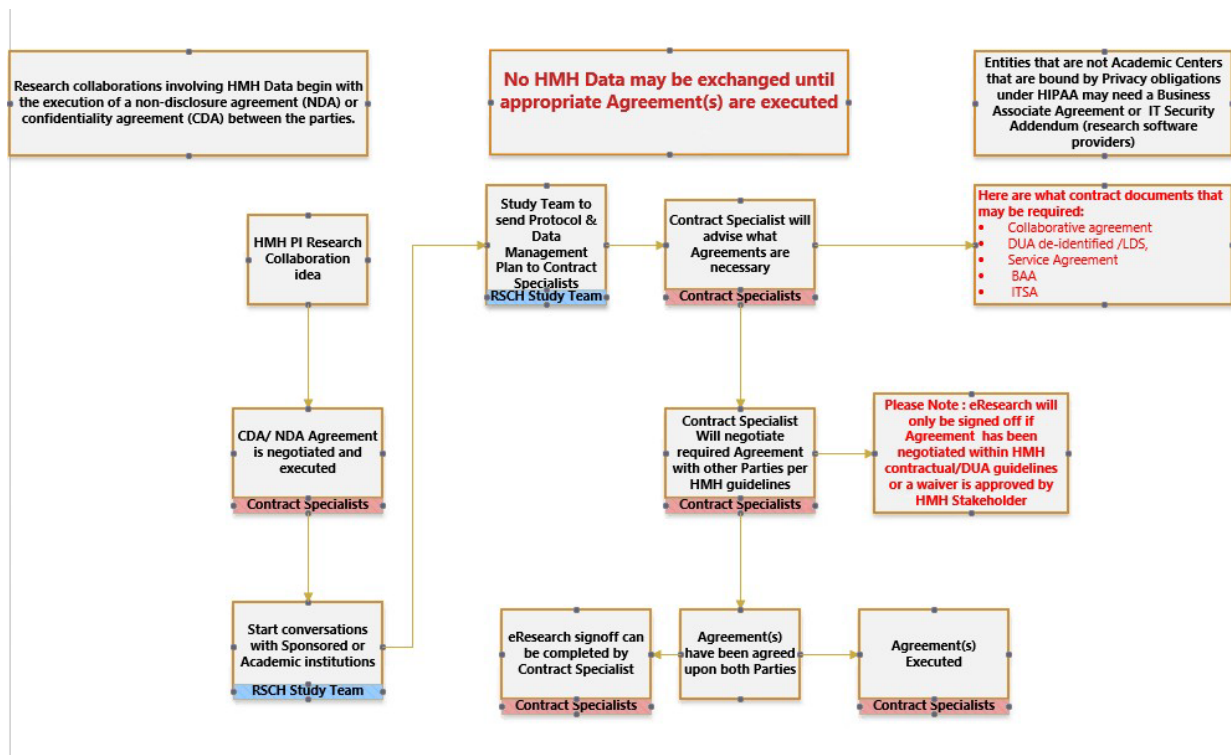 Research collaborations involving HMH Data begin with
the execution of a non-disclosure agreement (NDA) or
confidentiality agreement (CDA) between the parties.
No HMH Data may be exchanged until
appropriate Agreement(s) are executed
Entities that are not Academic Centers
that are bound by Privacy obligations
under HIPAA may need a Business
Associate Agreement or IT Security
Addendum (research software
providers)
HMH PI Research
Collaboration
idea
Study Team to
send Protocol &
Data
Management
Plan to Contract
Specialists
RSCH Study Team
Contract Specialist will
advise what
Agreements are
necessary
Contract Specialists
Here are what contract documents that
may be required:
• Collaborative agreement
• DUA de-identified /LDS,
• Service Agreement
• BAA
• ITSA
CDA/ NDA Agreement
is negotiated and
executed
Contract Specialists
Contract Specialist
Will negotiate
required Agreement
with other Parties per
HMH guidelines
Contract Specialists
Please Note : eResearch will
only be signed off if
Agreement has been
negotiated within HMH
contractual/DUA guidelines
or a waiver is approved by
HMH Stakeholder
Start conversations
with Sponsored or
Academic institutions
RSCH Study Team
eResearch signoff can
be completed by
Contract Specialist
Contract Specialists
Agreement(s)
have been agreed
upon both Parties
Agreement(s)
Executed
Contract Specialists